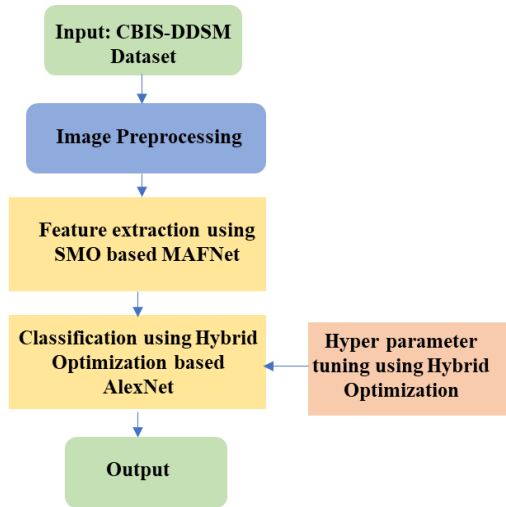 Input: CBIS-DDSM
Dataset
Image Preprocessing
Feature extraction using
SMO based MAFNet
Classification using Hybrid
Optimization based
AlexNet
Hyper parameter
tuning using Hybrid
Optimization
Output